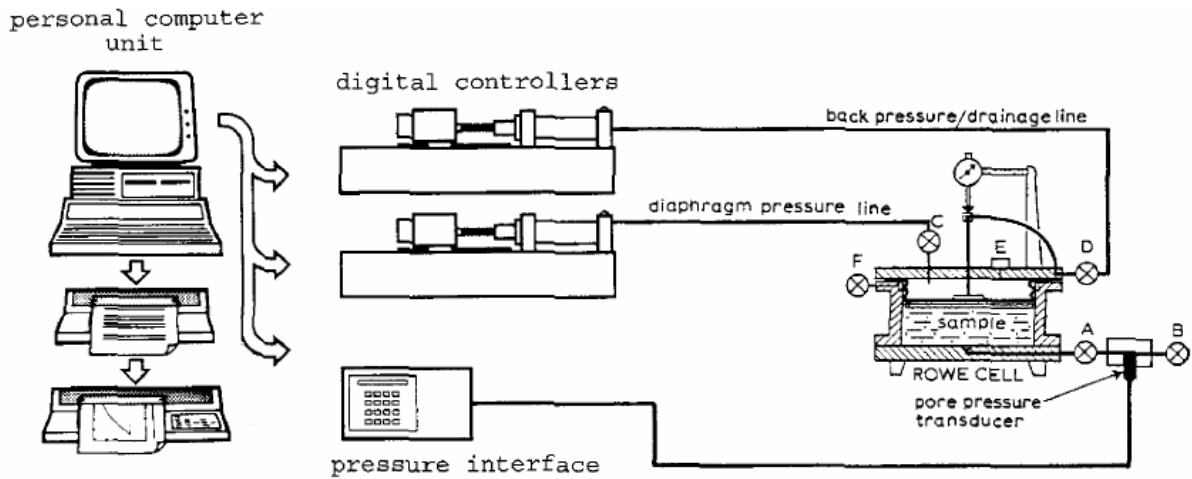 personal computer
unit
digital controllers
back pressure/drainage line
diaphragm pressure line
C
F
E
D
sample
A
B
ROWE CELL
pore pressure
transducer
pressure interface